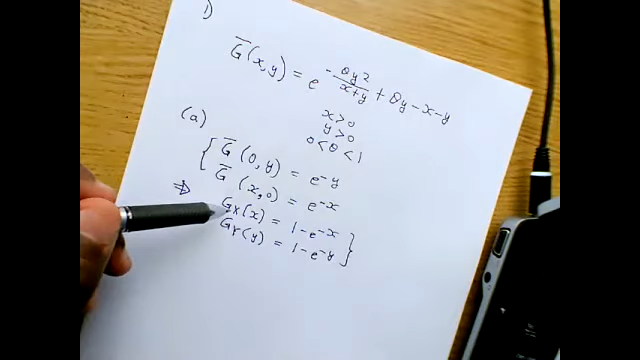 1)
Ḡ(x,y) = e^{-θy²/(x+y) + θy - x - y}
x>0
y>0
0<θ<1
(a)
{ Ḡ(0,y) = e^{-y}
Ḡ(x,0) = e^{-x}
⇒ G_X(x) = 1 - e^{-x}
G_Y(y) = 1 - e^{-y} }